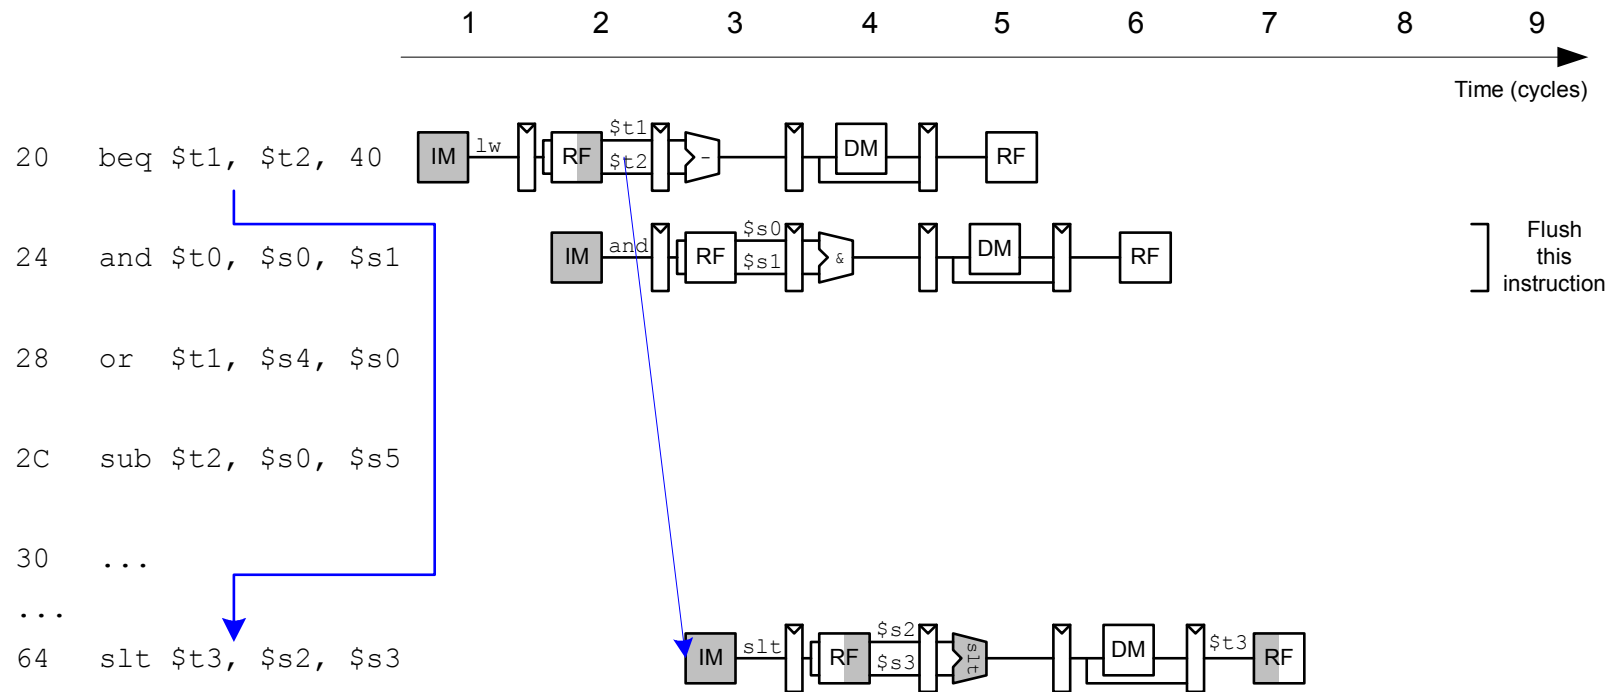 1 2 3 4 5 6 7 8 9
Time (cycles)
20 beq $t1, $t2, 40 IM lw RF $t1 $t2 - DM RF
24 and $t0, $s0, $s1 IM and RF $s0 $s1 & DM RF
Flush
this
instruction
28 or $t1, $s4, $s0
2C sub $t2, $s0, $s5
30 ...
...
64 slt $t3, $s2, $s3 IM slt RF $s2 $s3 slt DM $t3 RF